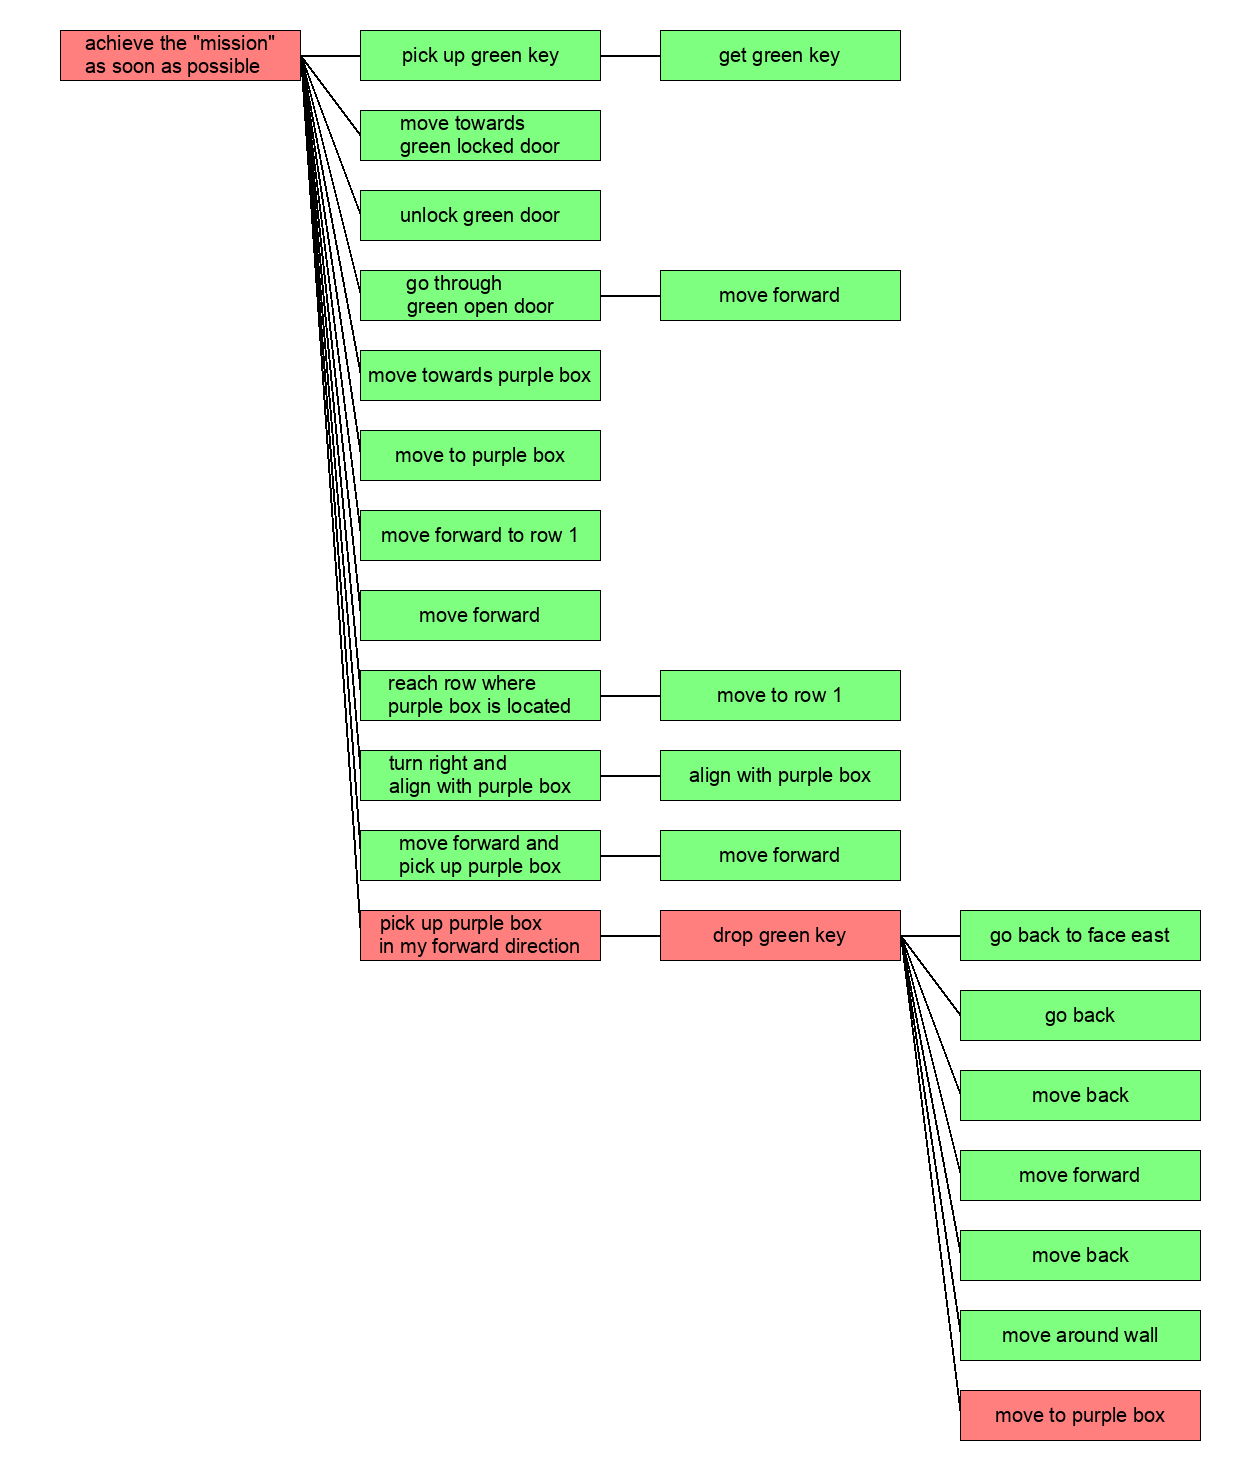 achieve the "mission"
as soon as possible
pick up green key
get green key
move towards
green locked door
unlock green door
go through
green open door
move forward
move towards purple box
move to purple box
move forward to row 1
move forward
reach row where
purple box is located
move to row 1
turn right and
align with purple box
align with purple box
move forward and
pick up purple box
move forward
pick up purple box
in my forward direction
drop green key
go back to face east
go back
move back
move forward
move back
move around wall
move to purple box